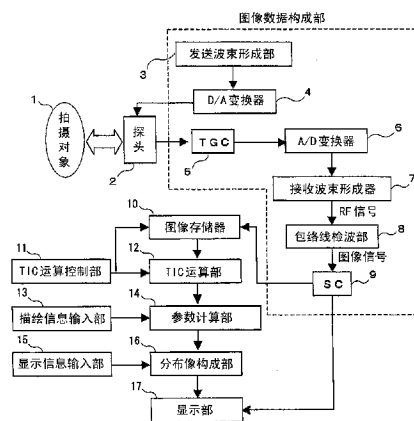 图像数据构成部
发送波束形成部
3
D/A变换器
4
1
拍摄对象
探头
2
TGC
5
A/D变换器
6
接收波束形成器
7
RF信号
包络线检波部
8
图像信号
SC
9
10
图像存储器
11
TIC运算控制部
12
TIC运算部
13
描绘信息输入部
14
参数计算部
15
显示信息输入部
16
分布像构成部
17
显示部